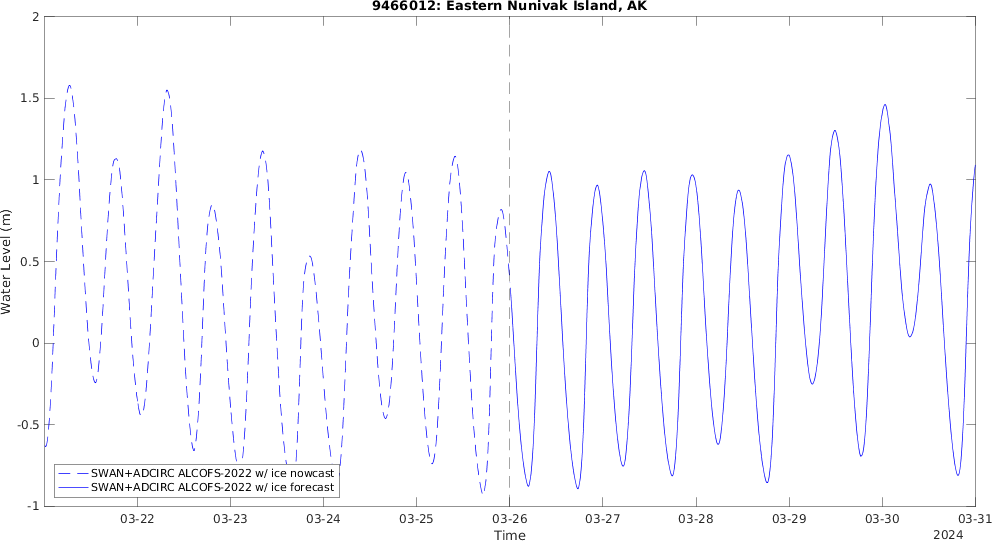 9466012: Eastern Nunivak Island, AK
2
1.5
1
0.5
0
-0.5
-1
Water Level (m)
SWAN+ADCIRC ALCOFS-2022 w/ ice nowcast
SWAN+ADCIRC ALCOFS-2022 w/ ice forecast
03-22 03-23 03-24 03-25 03-26 03-27 03-28 03-29 03-30 03-31
Time
2024